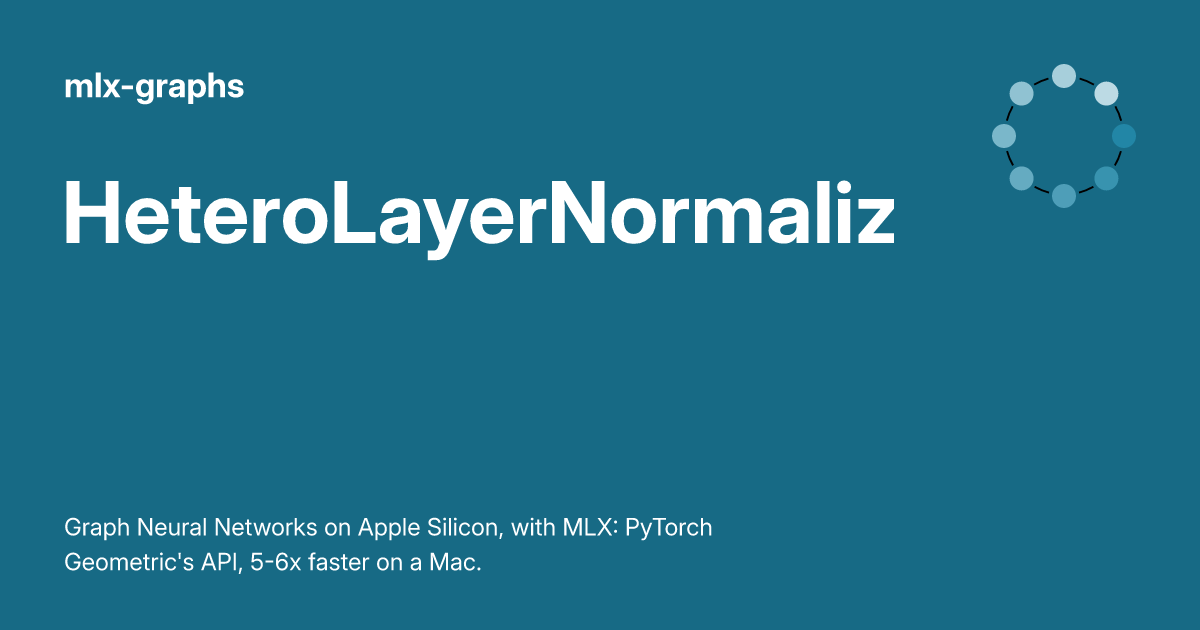 mlx-graphs
HeteroLayerNormaliz
Graph Neural Networks on Apple Silicon, with MLX: PyTorch
Geometric's API, 5-6x faster on a Mac.